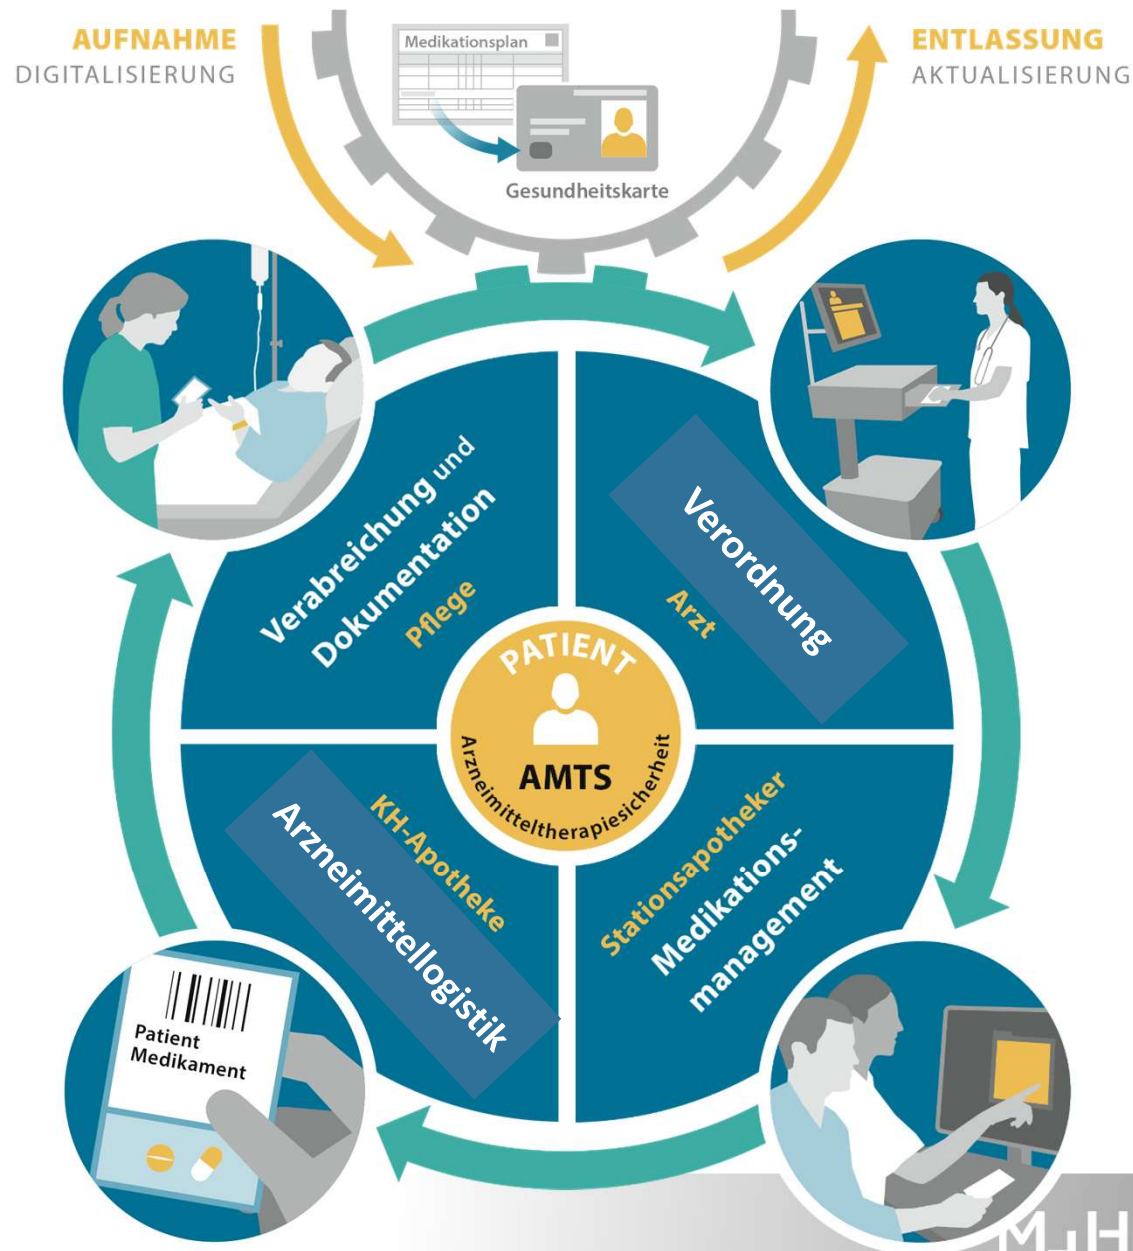 AUFNAHME
DIGITALISIERUNG
Medikationsplan
Gesundheitskarte
ENTLASSUNG
AKTUALISIERUNG
Verabreichung und
Dokumentation
Pflege
Verordnung
Arzt
PATIENT
AMTS
Arzneimitteltherapiesicherheit
KH-Apotheke
Arzneimittellogistik
Stationsapotheker
Medikations-
management
Patient
Medikament